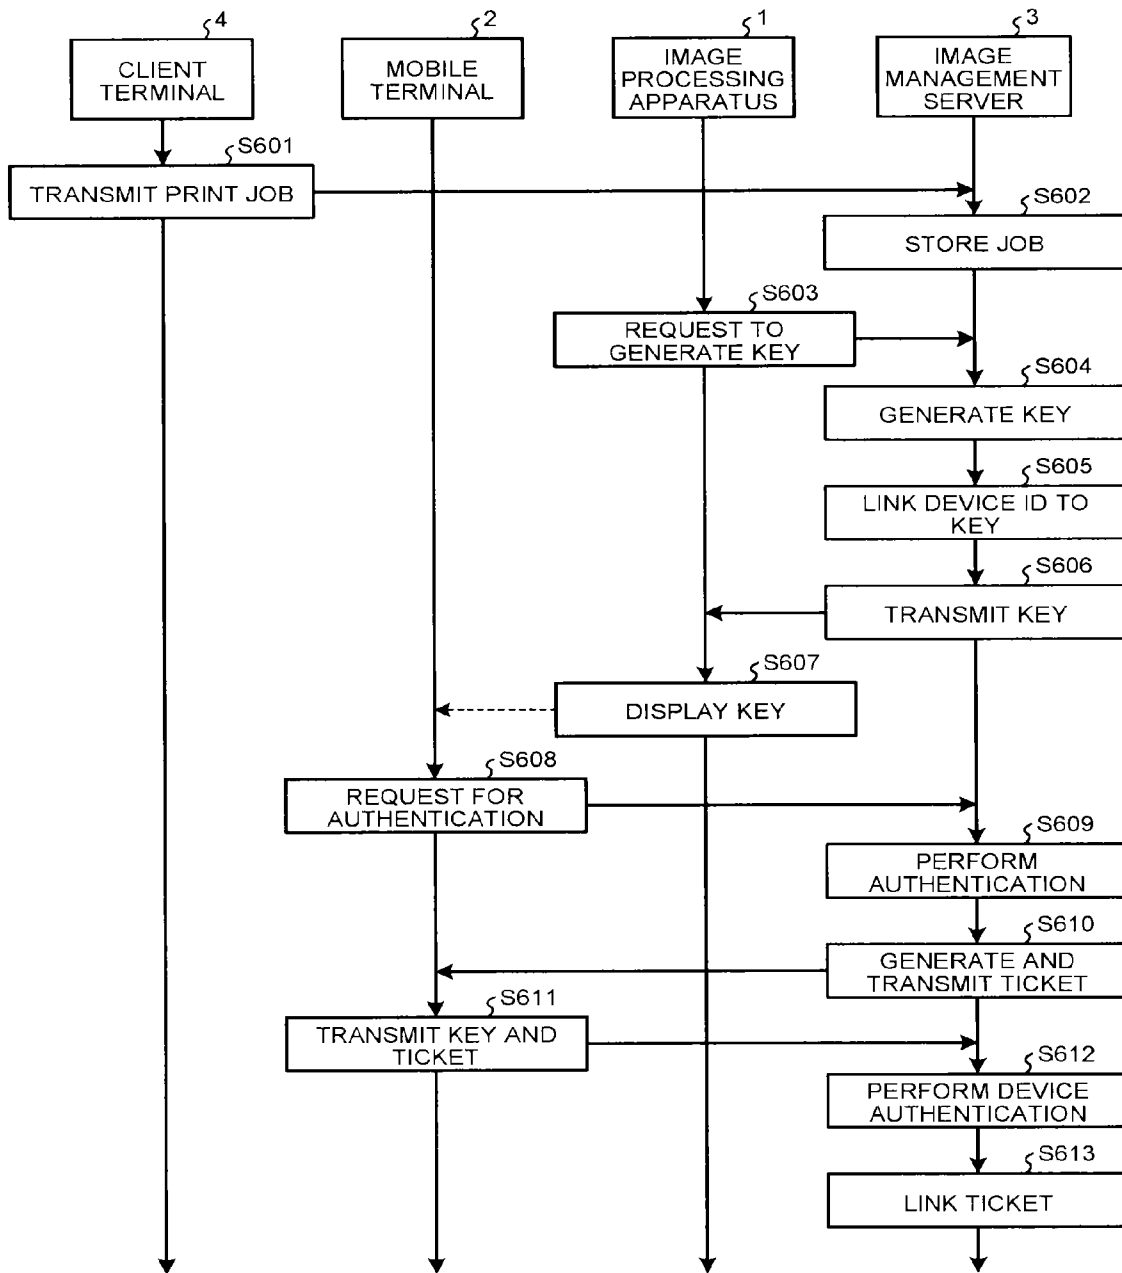 4
2
1
3
CLIENT
TERMINAL
MOBILE
TERMINAL
IMAGE
PROCESSING
APPARATUS
IMAGE
MANAGEMENT
SERVER
S601
TRANSMIT PRINT JOB
S602
STORE JOB
S603
REQUEST TO
GENERATE KEY
S604
GENERATE KEY
S605
LINK DEVICE ID TO
KEY
S606
TRANSMIT KEY
S607
DISPLAY KEY
S608
REQUEST FOR
AUTHENTICATION
S609
PERFORM
AUTHENTICATION
S610
GENERATE AND
TRANSMIT TICKET
S611
TRANSMIT KEY AND
TICKET
S612
PERFORM DEVICE
AUTHENTICATION
S613
LINK TICKET